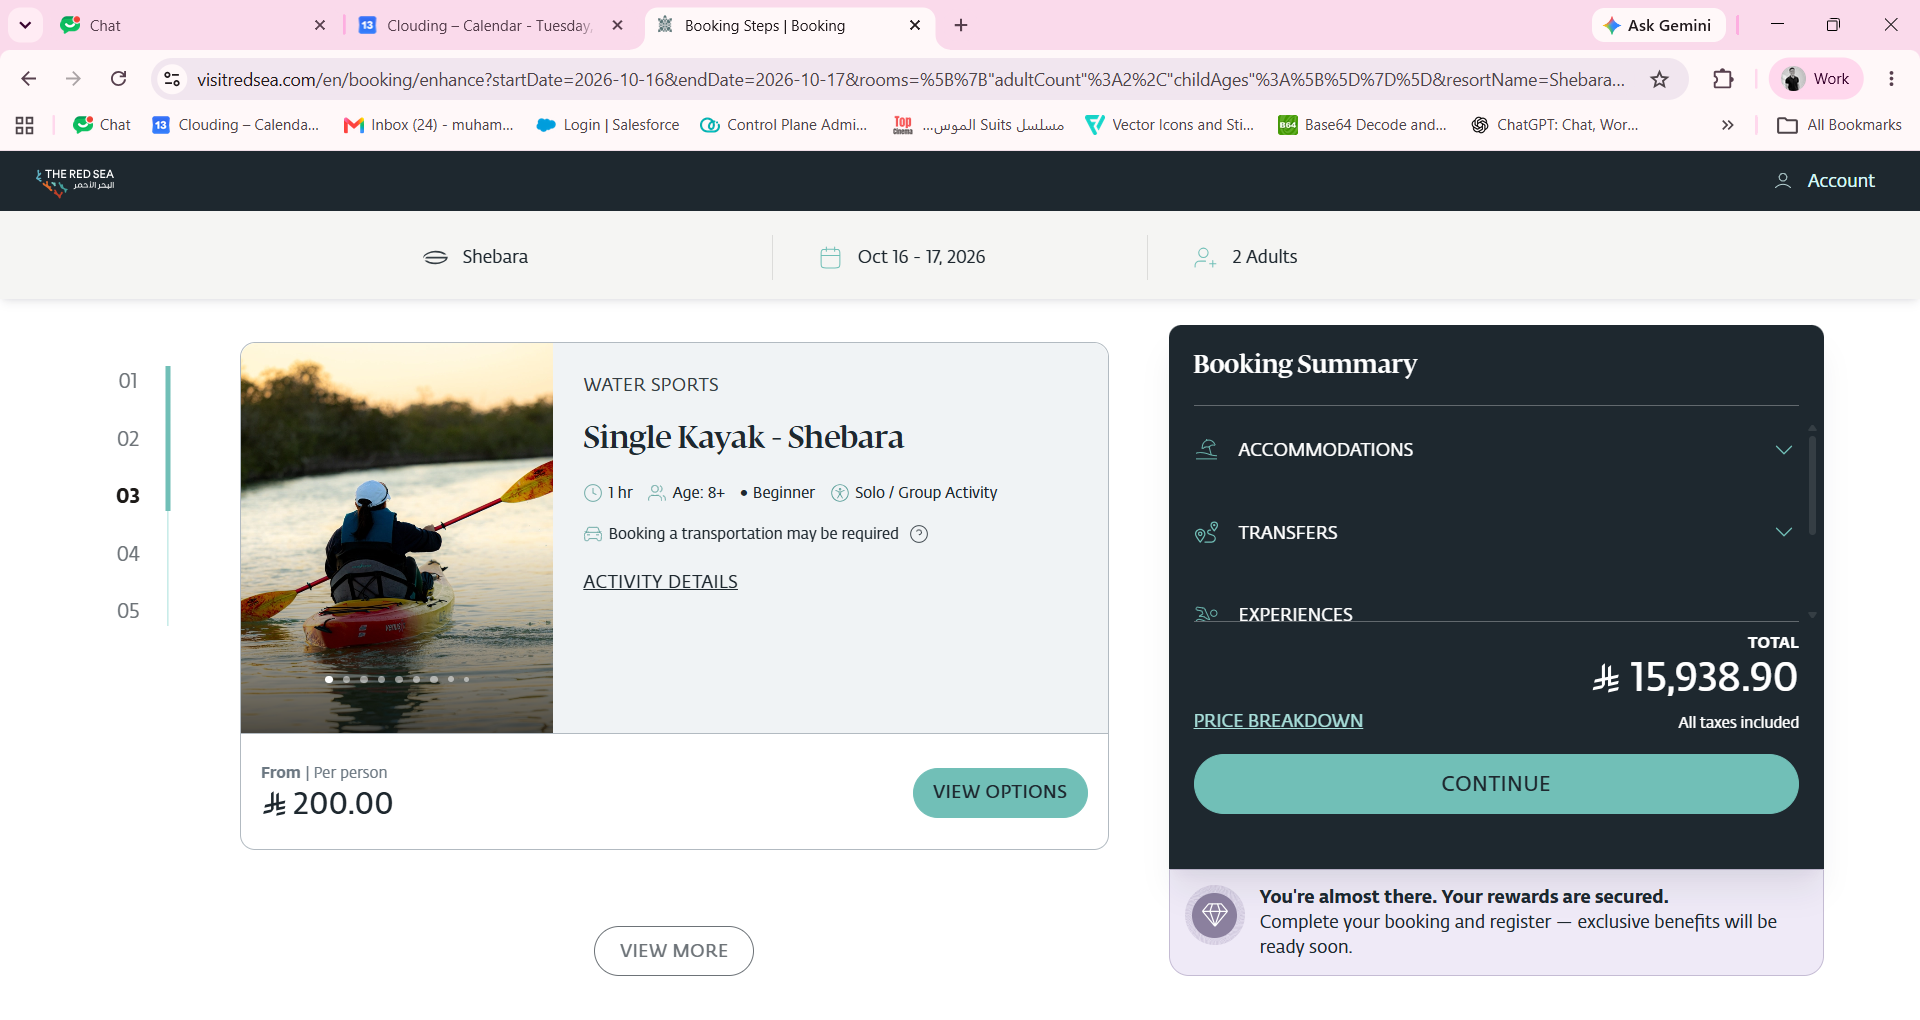 Chat
Clouding – Calendar - Tuesday,
Booking Steps | Booking
Ask Gemini
visitredsea.com/en/booking/enhance?startDate=2026-10-16&endDate=2026-10-17&rooms=%5B%7B"adultCount"%3A2%2C"childAges"%3A%5B%5D%7D%5D&resortName=Shebara...
Work
Chat
13 Clouding – Calenda...
Inbox (24) - muham...
Login | Salesforce
Control Plane Admi...
Top Cinema
مسلسل Suits الموس...
Vector Icons and Sti...
B64 Base64 Decode and...
ChatGPT: Chat, Wor...
All Bookmarks
THE RED SEA
البحر الأحمر
Account
Shebara
Oct 16 - 17, 2026
2 Adults
01
02
03
04
05
WATER SPORTS
Single Kayak - Shebara
1 hr
Age: 8+
• Beginner
Solo / Group Activity
Booking a transportation may be required
ACTIVITY DETAILS
From | Per person
200.00
VIEW OPTIONS
VIEW MORE
Booking Summary
ACCOMMODATIONS
TRANSFERS
EXPERIENCES
TOTAL
15,938.90
PRICE BREAKDOWN
All taxes included
CONTINUE
You're almost there. Your rewards are secured.
Complete your booking and register — exclusive benefits will be
ready soon.